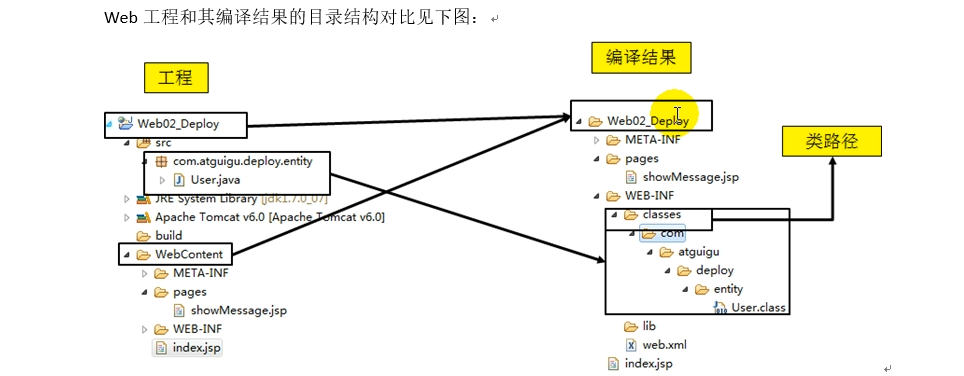 Web 工程和其编译结果的目录结构对比见下图：
工程
Web02_Deploy
src
com.atguigu.deploy.entity
User.java
JRE System Library [jdk1.7.0_07]
Apache Tomcat v6.0 [Apache Tomcat v6.0]
build
WebContent
META-INF
pages
showMessage.jsp
WEB-INF
index.jsp
编译结果
Web02_Deploy
META-INF
pages
showMessage.jsp
WEB-INF
classes
com
atguigu
deploy
entity
User.class
lib
web.xml
index.jsp
类路径